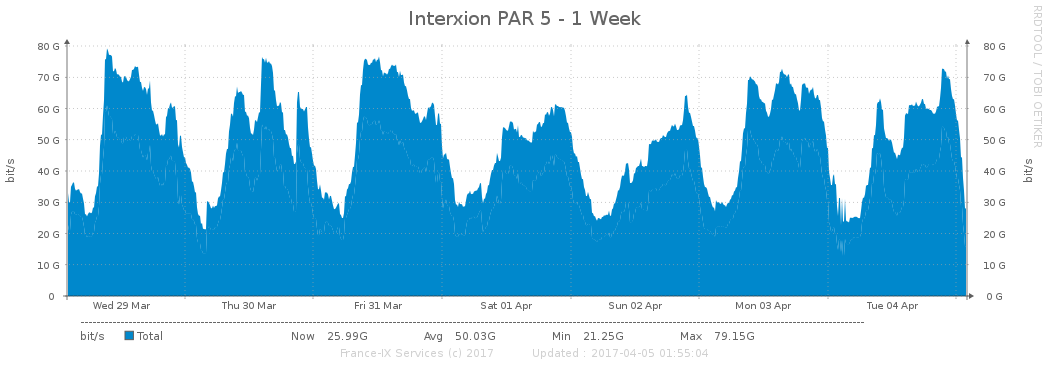 Interxion PAR 5 - 1 Week
RRDTOOL / TOBI OETIKER
80 G 80 G
70 G 70 G
60 G 60 G
50 G 50 G
40 G 40 G
30 G 30 G
20 G 20 G
10 G 10 G
0 0 G
bit/s
bit/s
Wed 29 Mar Thu 30 Mar Fri 31 Mar Sat 01 Apr Sun 02 Apr Mon 03 Apr Tue 04 Apr
bit/s Total Now 25.99G Avg 50.03G Min 21.25G Max 79.15G
France-IX Services (c) 2017 Updated : 2017-04-05 01:55:04